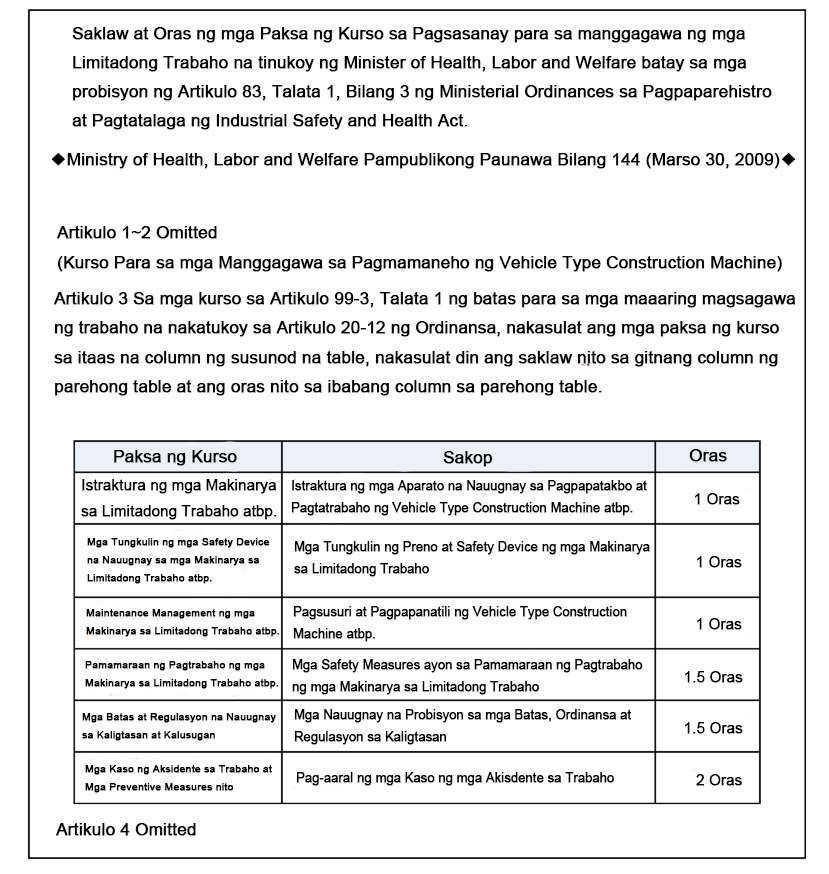 Saklaw at Oras ng mga Paksa ng Kurso sa Pagsasanay para sa manggagawa ng mga
Limitadong Trabaho na tinukoy ng Minister of Health, Labor and Welfare batay sa mga
probisyon ng Artikulo 83, Talata 1, Bilang 3 ng Ministerial Ordinances sa Pagpaparehistro
at Pagtatalaga ng Industrial Safety and Health Act.
◆Ministry of Health, Labor and Welfare Pampublikong Paunawa Bilang 144 (Marso 30, 2009)◆
Artikulo 1~2 Omitted
(Kurso Para sa mga Manggagawa sa Pagmamaneho ng Vehicle Type Construction Machine)
Artikulo 3 Sa mga kurso sa Artikulo 99-3, Talata 1 ng batas para sa mga maaaring magsagawa
ng trabaho na nakatukoy sa Artikulo 20-12 ng Ordinansa, nakasulat ang mga paksa ng kurso
sa itaas na column ng susunod na table, nakasulat din ang saklaw nito sa gitnang column ng
parehong table at ang oras nito sa ibabang column sa parehong table.
Paksa ng Kurso
Sakop
Oras
Istraktura ng mga Makinarya
sa Limitadong Trabaho atbp.
Istraktura ng mga Aparato na Nauugnay sa Pagpapatakbo at
Pagtatrabaho ng Vehicle Type Construction Machine atbp.
1 Oras
Mga Tungkulin ng mga Safety Device
na Nauugnay sa mga Makinarya sa
Limitadong Trabaho atbp.
Mga Tungkulin ng Preno at Safety Device ng mga Makinarya
sa Limitadong Trabaho
1 Oras
Maintenance Management ng mga
Makinarya sa Limitadong Trabaho atbp.
Pagsusuri at Pagpapanatili ng Vehicle Type Construction
Machine atbp.
1 Oras
Pamamaraan ng Pagtrabaho ng mga
Makinarya sa Limitadong Trabaho atbp.
Mga Safety Measures ayon sa Pamamaraan ng Pagtrabaho
ng mga Makinarya sa Limitadong Trabaho
1.5 Oras
Mga Batas at Regulasyon na Nauugnay
sa Kaligtasan at Kalusugan
Mga Nauugnay na Probisyon sa mga Batas, Ordinansa at
Regulasyon sa Kaligtasan
1.5 Oras
Mga Kaso ng Aksidente sa Trabaho at
Mga Preventive Measures nito
Pag-aaral ng mga Kaso ng mga Akisdente sa Trabaho
2 Oras
Artikulo 4 Omitted